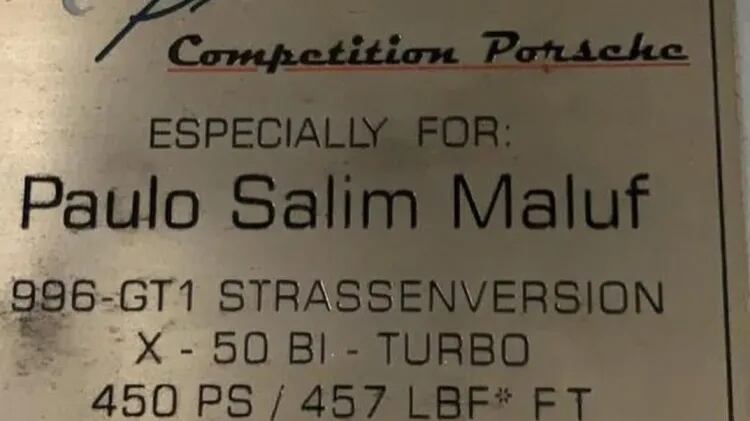 Competition Porsche
ESPECIALLY FOR:
Paulo Salim Maluf
996-GT1 STRASSENVERSION
X - 50 BI - TURBO
450 PS / 457 LBF* FT